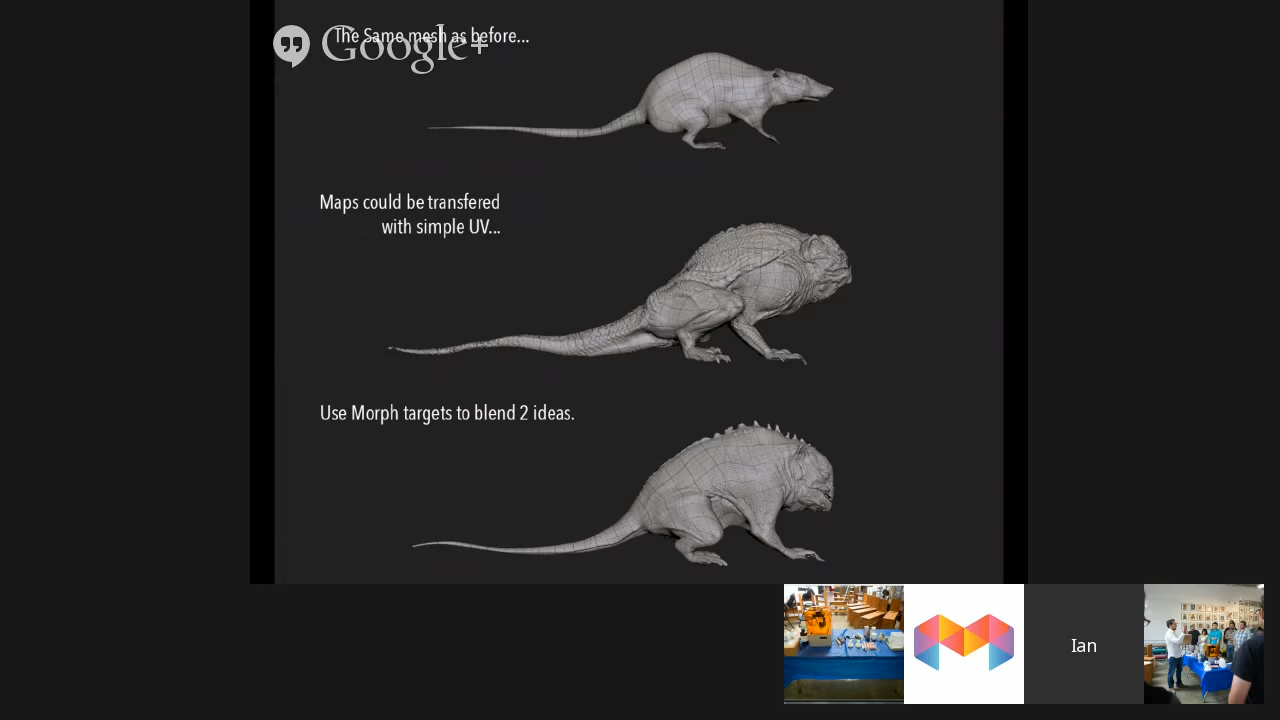 The Same mesh as before...
Google+
Maps could be transfered
with simple UV...
Use Morph targets to blend 2 ideas.
Ian